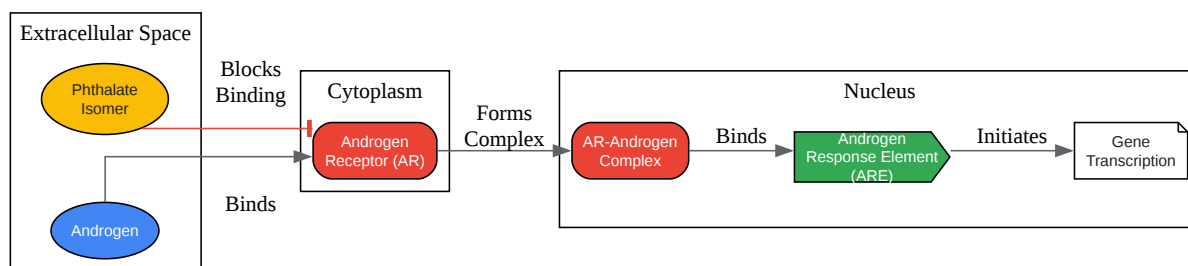 Extracellular Space
Phthalate
Isomer
Androgen
Blocks
Binding
Binds
Cytoplasm
Androgen
Receptor (AR)
Forms
Complex
Nucleus
AR-Androgen
Complex
Binds
Androgen
Response Element
(ARE)
Initiates
Gene
Transcription